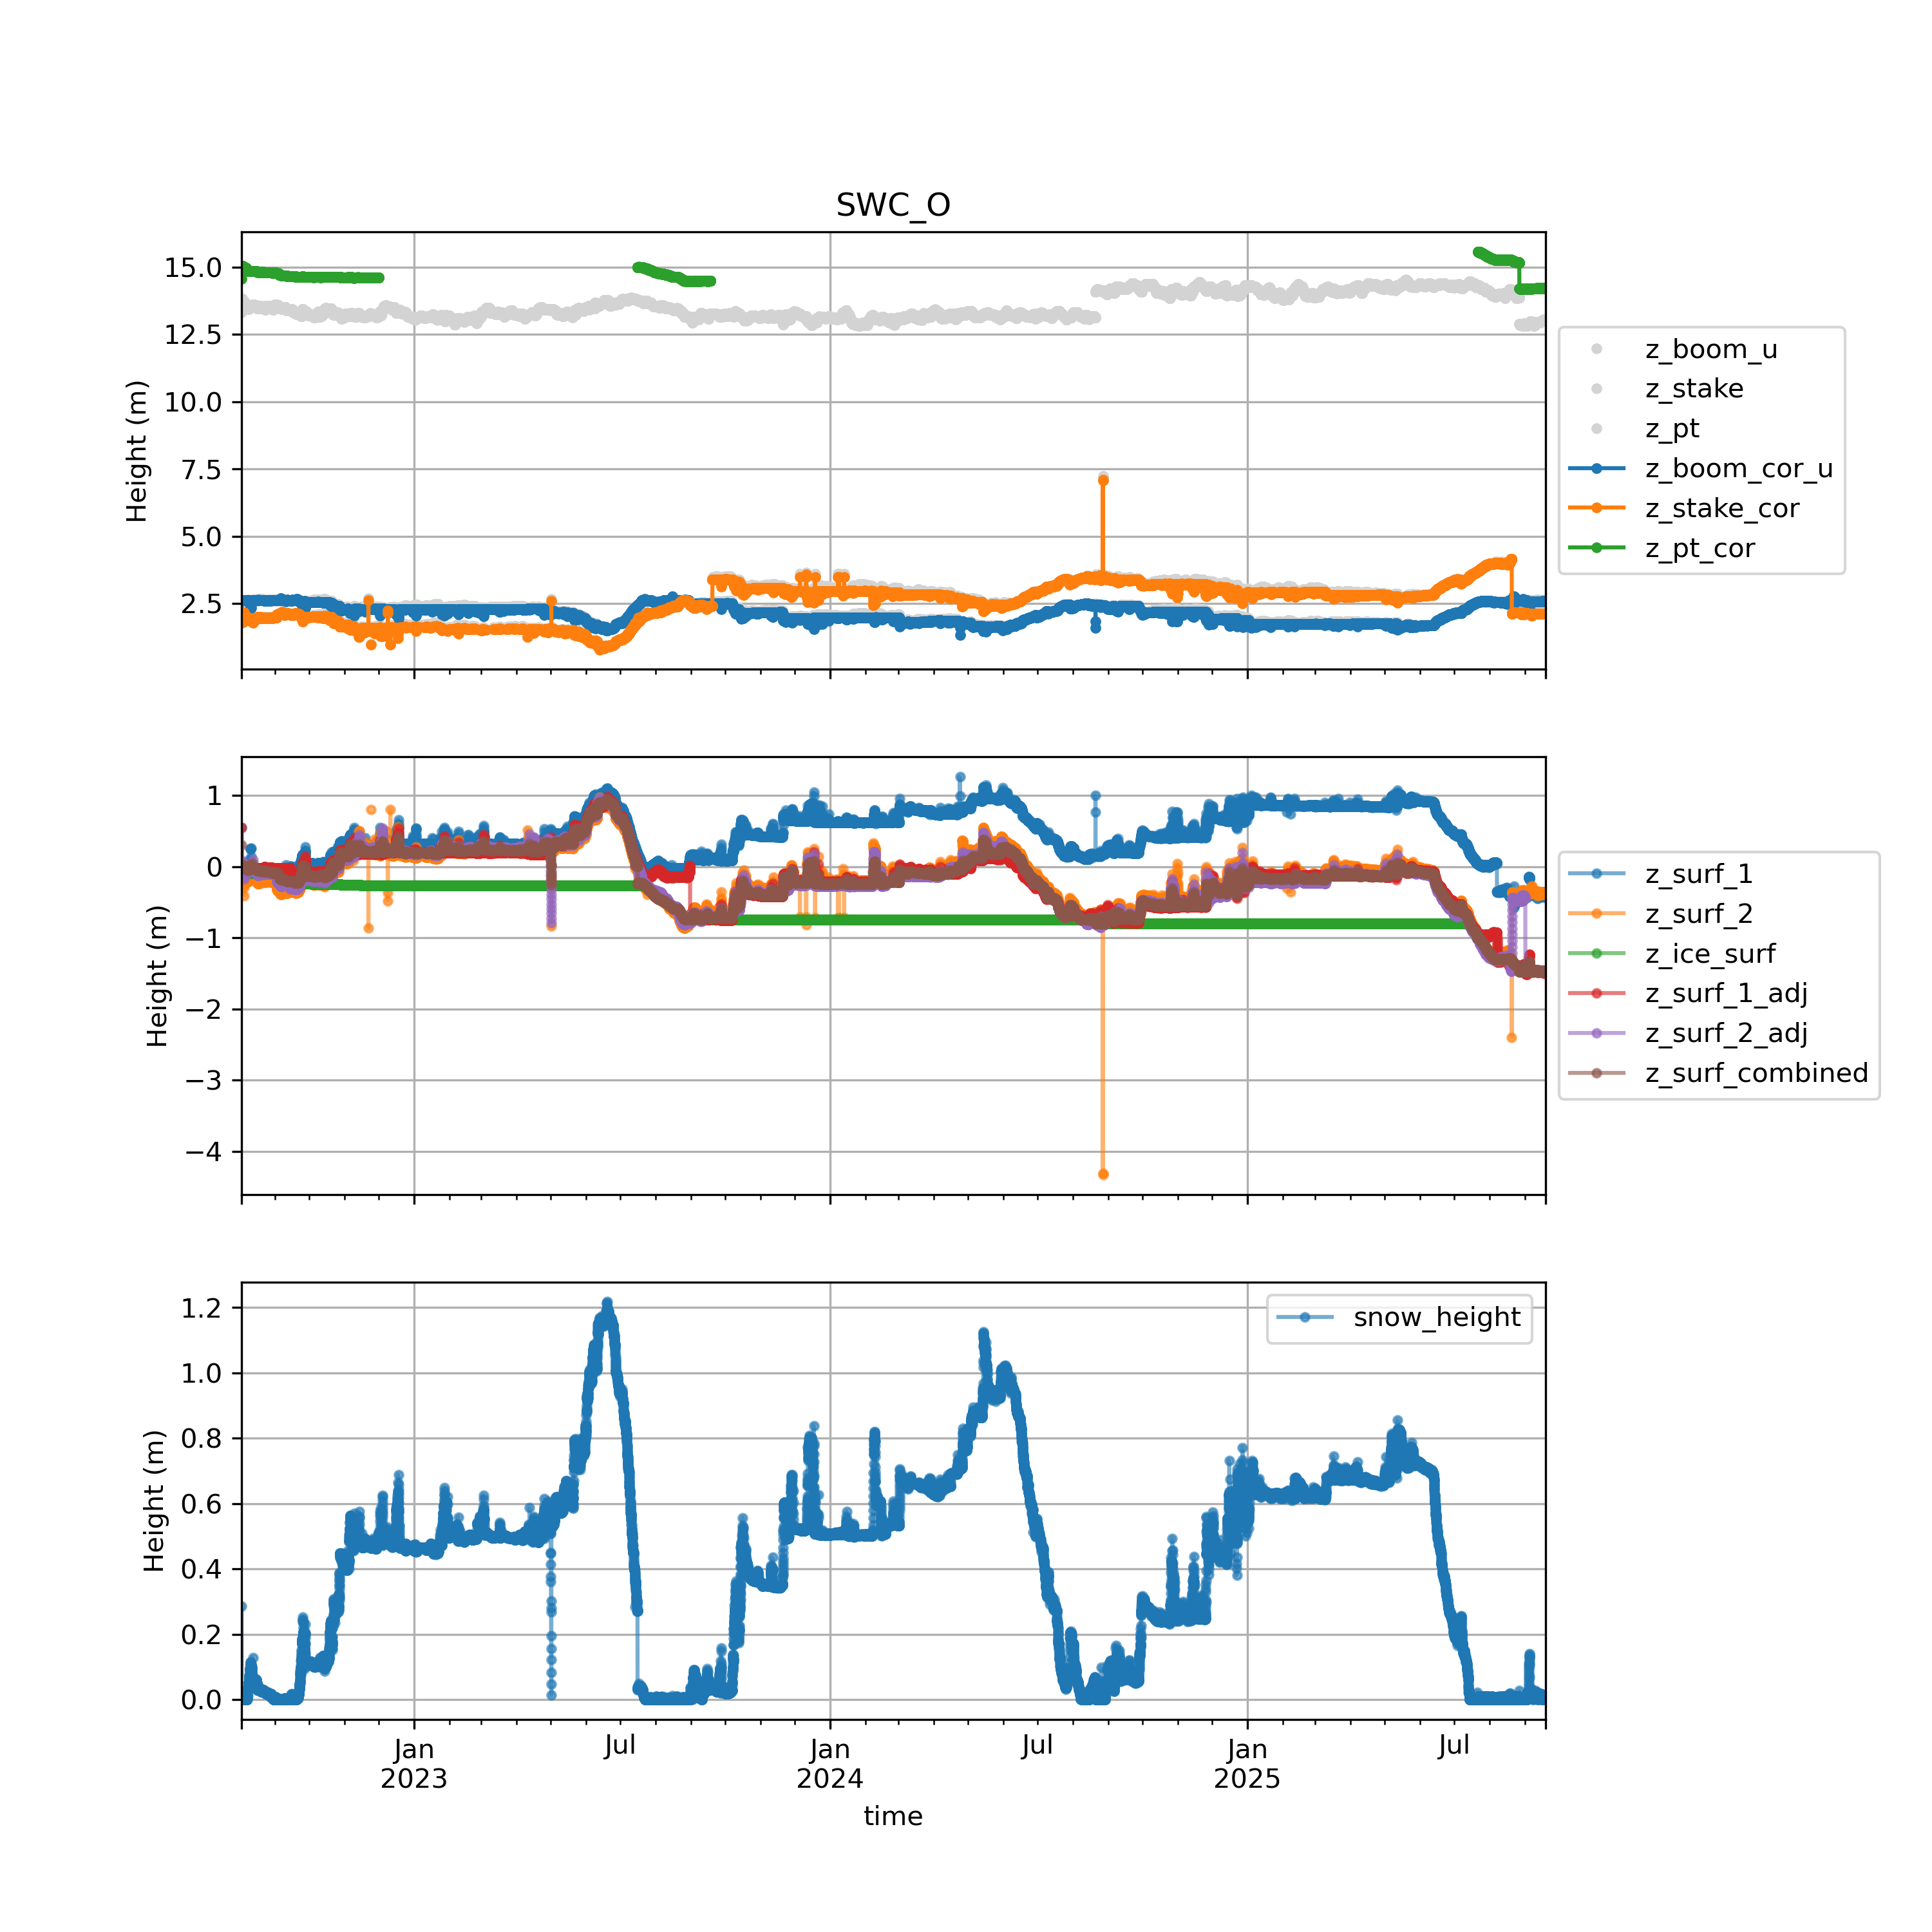 SWC_O
Height (m)
15.0
12.5
10.0
7.5
5.0
2.5
z_boom_u
z_stake
z_pt
z_boom_cor_u
z_stake_cor
z_pt_cor
Height (m)
1
0
−1
−2
−3
−4
z_surf_1
z_surf_2
z_ice_surf
z_surf_1_adj
z_surf_2_adj
z_surf_combined
Height (m)
1.2
1.0
0.8
0.6
0.4
0.2
0.0
snow_height
Jan Jul Jan Jul Jan Jul
2023 2024 2025
time